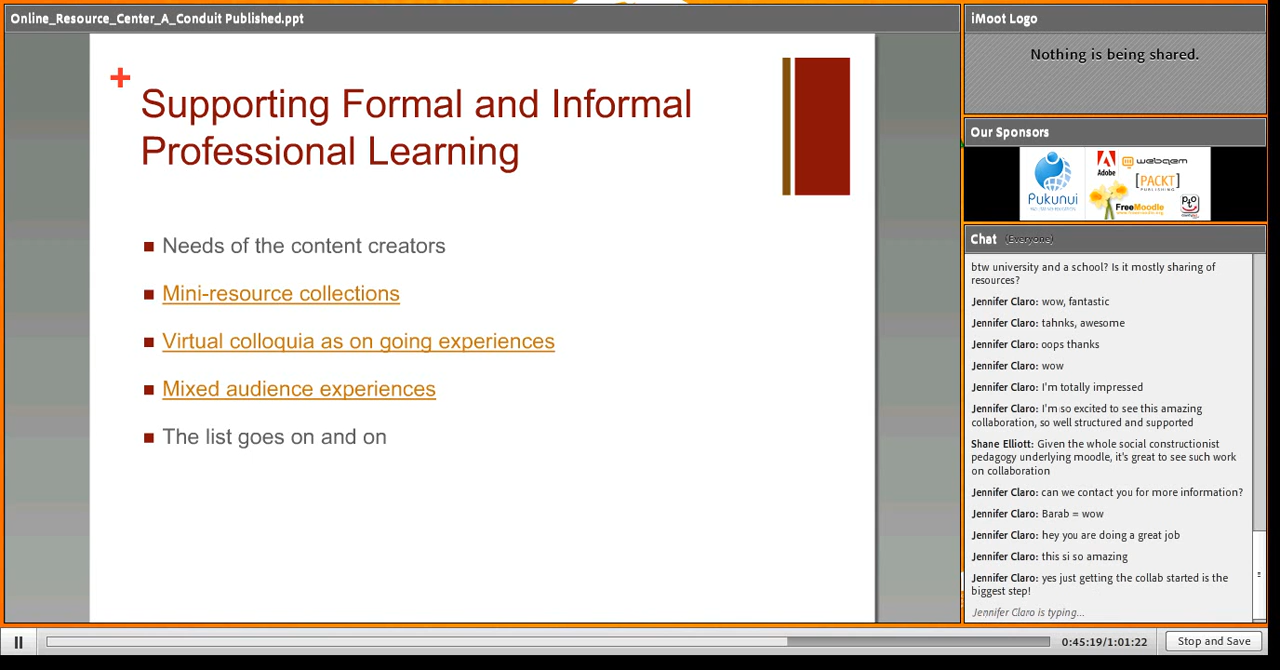 Online_Resource_Center_A_Conduit Published.ppt
+
Supporting Formal and Informal
Professional Learning
Needs of the content creators
Mini-resource collections
Virtual colloquia as on going experiences
Mixed audience experiences
The list goes on and on
iMoot Logo
Nothing is being shared.
Our Sponsors
Pukunui
Adobe
webqem
[PACKT]
PUBLISHING
FreeMoodle
Chat (Everyone)
btw university and a school? Is it mostly sharing of
resources?
Jennifer Claro: wow, fantastic
Jennifer Claro: tahnks, awesome
Jennifer Claro: oops thanks
Jennifer Claro: wow
Jennifer Claro: I'm totally impressed
Jennifer Claro: I'm so excited to see this amazing
collaboration, so well structured and supported
Shane Elliott: Given the whole social constructionist
pedagogy underlying moodle, it's great to see such work
on collaboration
Jennifer Claro: can we contact you for more information?
Jennifer Claro: Barab = wow
Jennifer Claro: hey you are doing a great job
Jennifer Claro: this si so amazing
Jennifer Claro: yes just getting the collab started is the
biggest step!
Jennifer Claro is typing...
0:45:19/1:01:22
Stop and Save